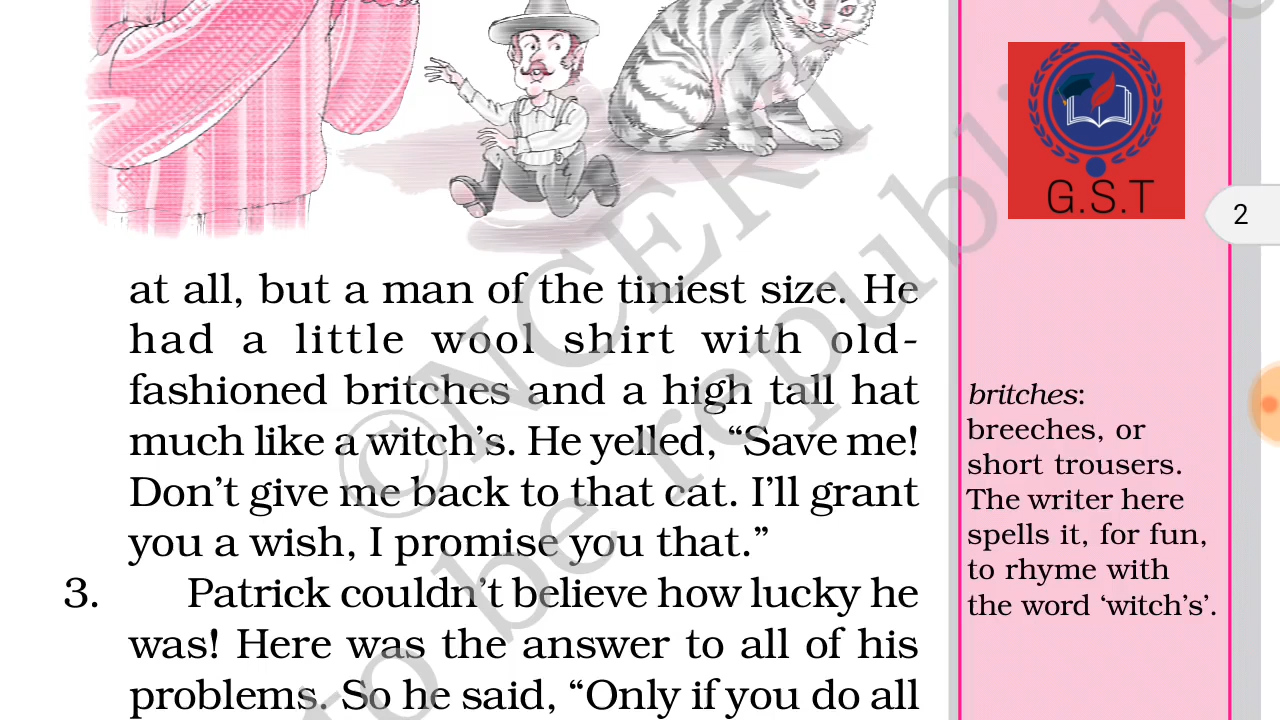 G.S.T
2
at all, but a man of the tiniest size. He
had a little wool shirt with old-
fashioned britches and a high tall hat
much like a witch's. He yelled, “Save me!
Don't give me back to that cat. I'll grant
you a wish, I promise you that.”
3. Patrick couldn't believe how lucky he
was! Here was the answer to all of his
problems. So he said, “Only if you do all
britches:
breeches, or
short trousers.
The writer here
spells it, for fun,
to rhyme with
the word ‘witch's’.
©NCERT
to be republished